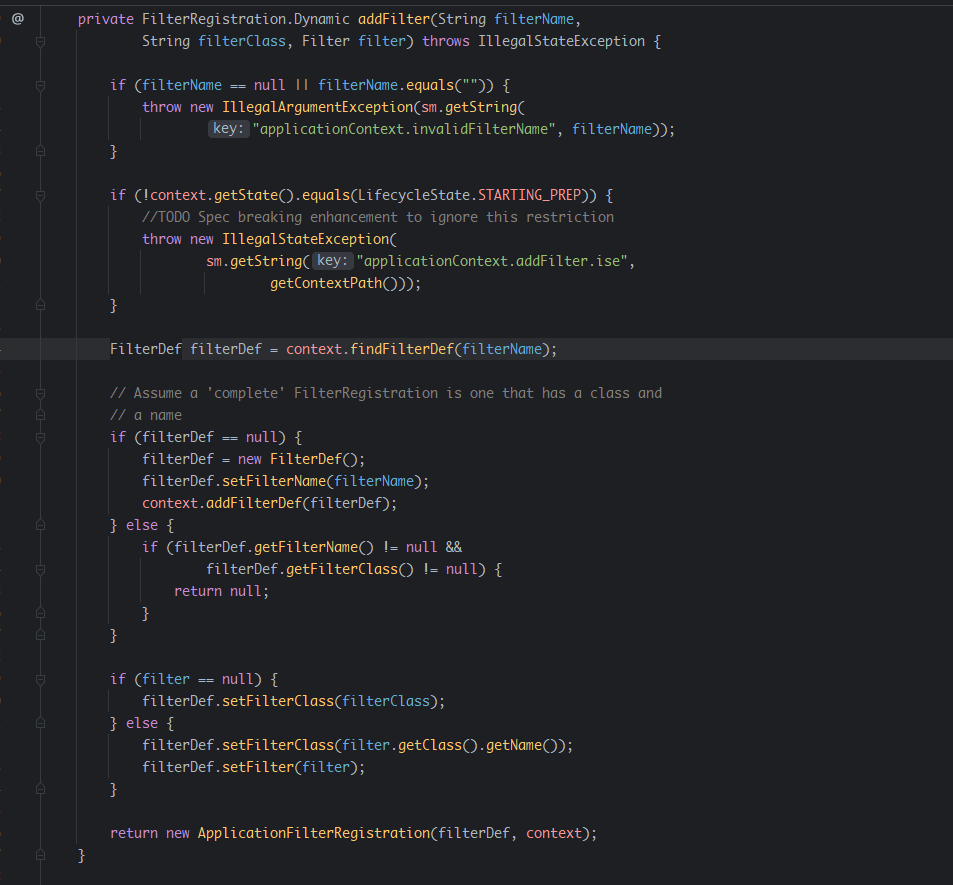 @ private FilterRegistration.Dynamic addFilter(String filterName,
String filterClass, Filter filter) throws IllegalStateException {
if (filterName == null || filterName.equals("")) {
throw new IllegalArgumentException(sm.getString(
key: "applicationContext.invalidFilterName", filterName));
}
if (!context.getState().equals(LifecycleState.STARTING_PREP)) {
//TODO Spec breaking enhancement to ignore this restriction
throw new IllegalStateException(
sm.getString( key: "applicationContext.addFilter.ise",
getContextPath()));
}
FilterDef filterDef = context.findFilterDef(filterName);
// Assume a 'complete' FilterRegistration is one that has a class and
// a name
if (filterDef == null) {
filterDef = new FilterDef();
filterDef.setFilterName(filterName);
context.addFilterDef(filterDef);
} else {
if (filterDef.getFilterName() != null &&
filterDef.getFilterClass() != null) {
return null;
}
}
if (filter == null) {
filterDef.setFilterClass(filterClass);
} else {
filterDef.setFilterClass(filter.getClass().getName());
filterDef.setFilter(filter);
}
return new ApplicationFilterRegistration(filterDef, context);
}